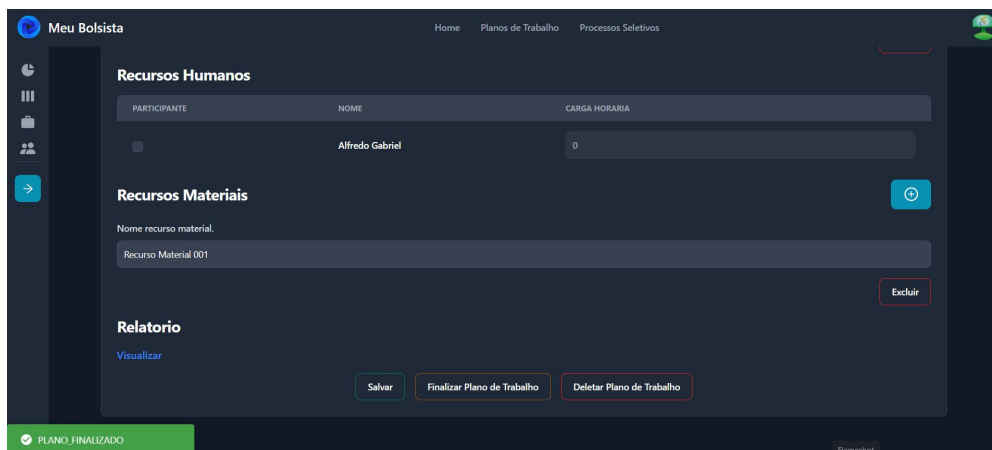 Meu Bolsista
Home Planos de Trabalho Processos Seletivos
Recursos Humanos
PARTICIPANTE NOME CARGA HORARIA
Alfredo Gabriel 0
Recursos Materiais
Nome recurso material.
Recurso Material 001
Excluir
Relatorio
Visualizar
Salvar Finalizar Plano de Trabalho Deletar Plano de Trabalho
PLANO_FINALIZADO